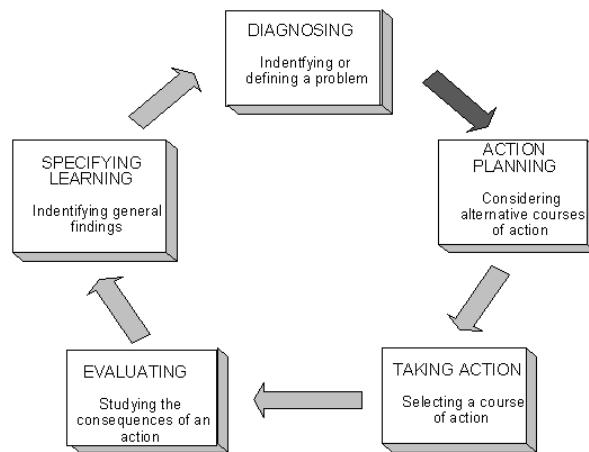 DIAGNOSING
Indentfying or
defining a problem
ACTION
PLANNING
Considering
alternative courses
of action
TAKING ACTION
Selecting a course
of action
EVALUATING
Studying the
consequences of an
action
SPECIFYING
LEARNING
Indentifying general
findings